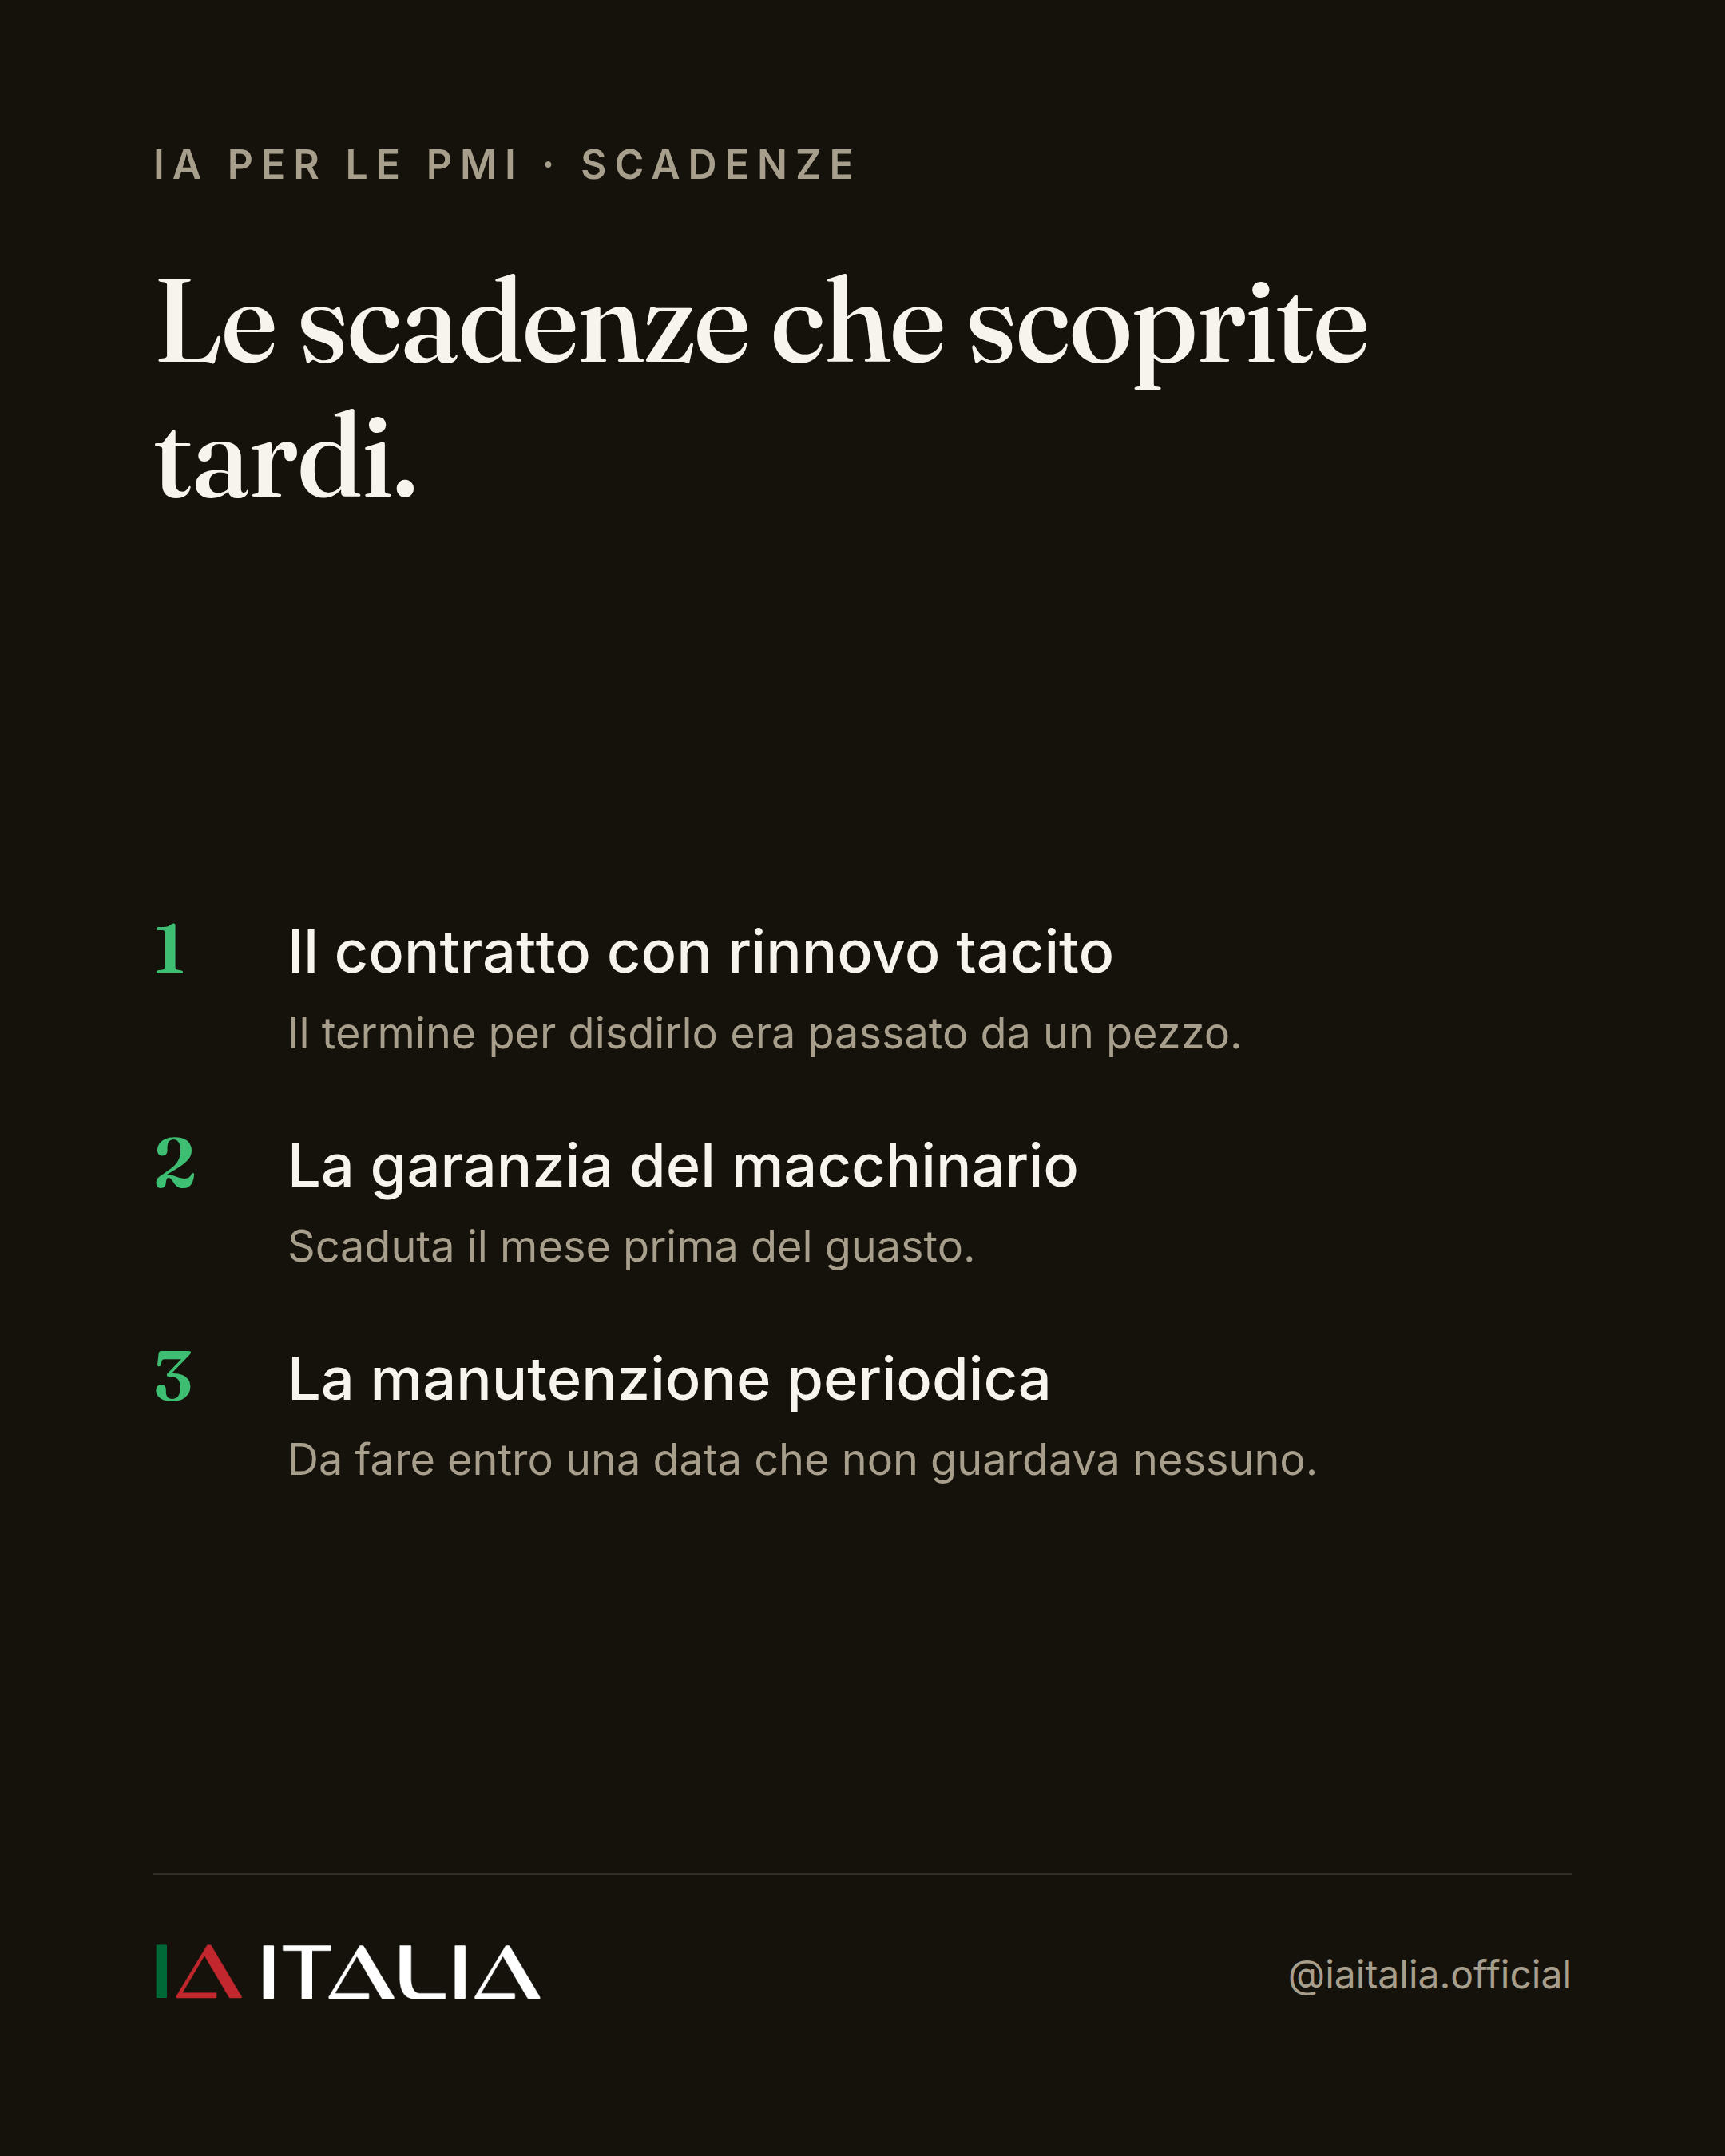 IA PER LE PMI · SCADENZE
Le scadenze che scoprite
tardi.
1 Il contratto con rinnovo tacito
Il termine per disdirlo era passato da un pezzo.
2 La garanzia del macchinario
Scaduta il mese prima del guasto.
3 La manutenzione periodica
Da fare entro una data che non guardava nessuno.
IA ITALIA
@iaitalia.official